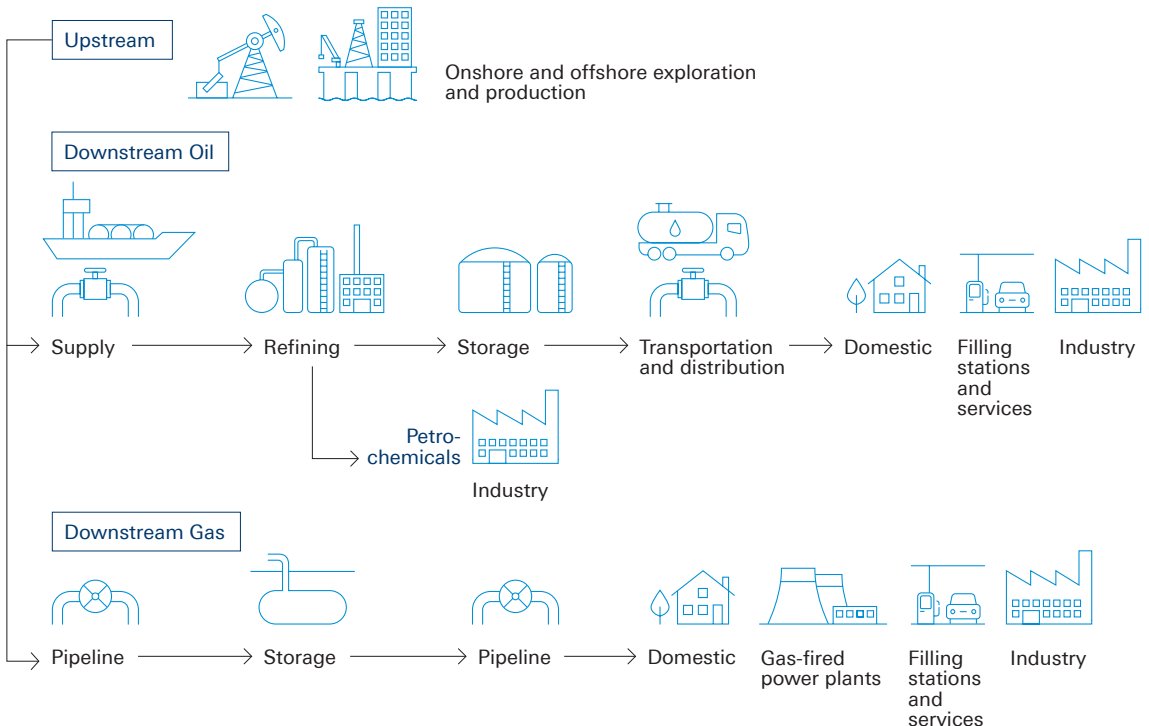 Upstream
Onshore and offshore exploration
and production
Downstream Oil
Supply
Refining
Storage
Transportation
and distribution
Domestic
Filling
stations
and
services
Industry
Petro-
chemicals
Industry
Downstream Gas
Pipeline
Storage
Pipeline
Domestic
Gas-fired
power plants
Filling
stations
and
services
Industry